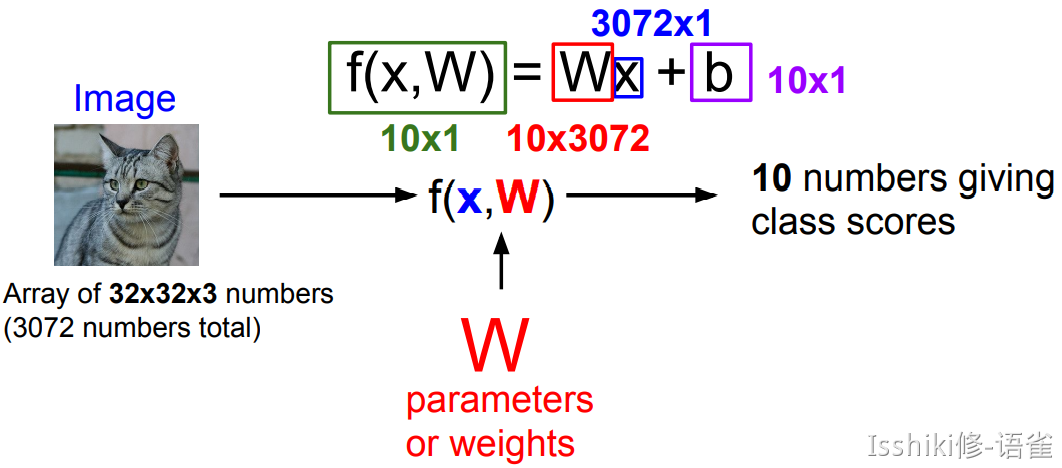 3072x1
f(x,W) = Wx + b
10x1
Image
10x1
10x3072
f(x,W)
10 numbers giving
class scores
Array of 32x32x3 numbers
(3072 numbers total)
W
parameters
or weights
Isshiki修-语雀